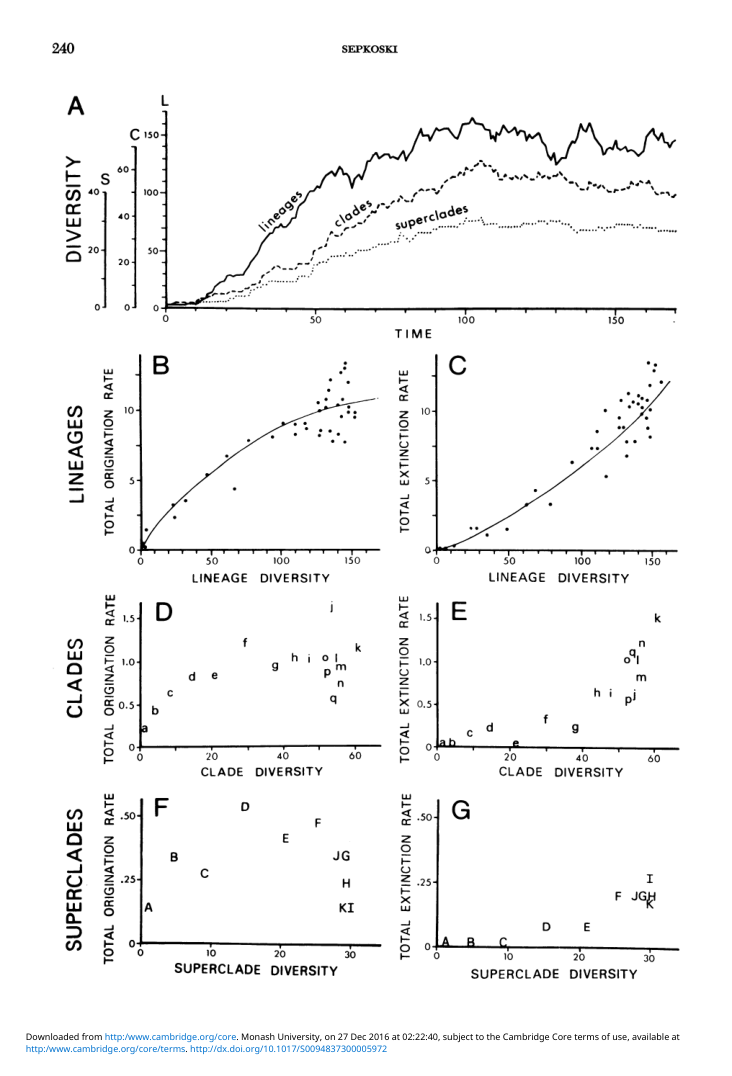 240
SEPKOSKI
A
DIVERSITY
S
40
20
0
C
60
40
20
0
L
150
100
50
0
lineages
clades
superclades
0
50
100
150
TIME
LINEAGES
B
TOTAL ORIGINATION RATE
10
5
0
0
50
100
150
LINEAGE DIVERSITY
C
TOTAL EXTINCTION RATE
10
5
0
0
50
100
150
LINEAGE DIVERSITY
CLADES
D
TOTAL ORIGINATION RATE
1.5
1.0
0.5
0
a
b
c
d
e
f
g
h
i
j
k
o
l
p
m
n
q
0
20
40
60
CLADE DIVERSITY
E
TOTAL EXTINCTION RATE
1.5
1.0
0.5
0
a
b
c
d
e
f
g
h
i
p
j
m
o
q
l
n
k
0
20
40
60
CLADE DIVERSITY
SUPERCLADES
F
TOTAL ORIGINATION RATE
.50
.25
0
A
B
C
D
E
F
JG
H
KI
0
10
20
30
SUPERCLADE DIVERSITY
G
TOTAL EXTINCTION RATE
.50
.25
0
A
B
C
D
E
F
JGH
K
I
0
10
20
30
SUPERCLADE DIVERSITY
Downloaded from http:/www.cambridge.org/core. Monash University, on 27 Dec 2016 at 02:22:40, subject to the Cambridge Core terms of use, available at
http:/www.cambridge.org/core/terms. http://dx.doi.org/10.1017/S0094837300005972